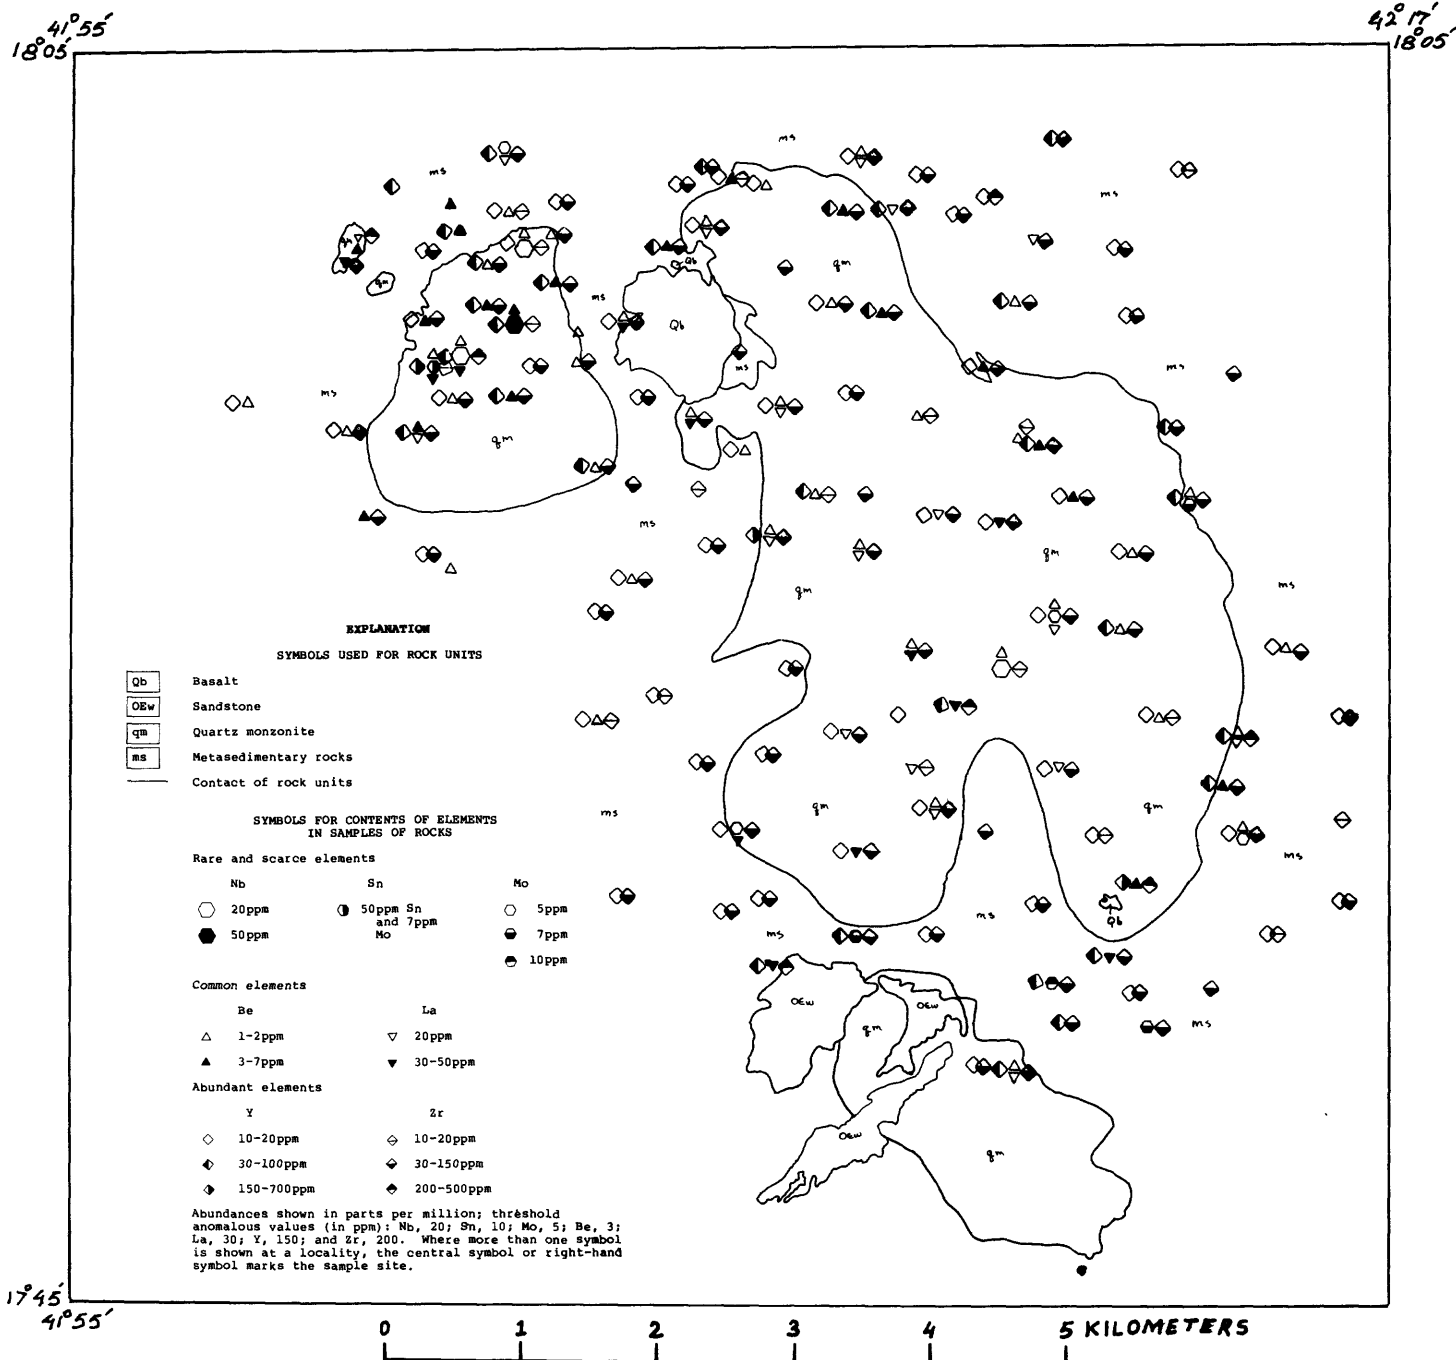 41°55′
42°17′
18°05′
18°05′
ms
ms
ms
ms
qm
qm
qm
Qb
Qb
ms
ms
ms
ms
qm
ms
qm
qm
ms
ms
qm
qm
ms
ms
Qb
ms
OEw
OEw
qm
ms
OEw
qm
EXPLANATION
SYMBOLS USED FOR ROCK UNITS
Qb Basalt
OEw Sandstone
qm Quartz monzonite
ms Metasedimentary rocks
Contact of rock units
SYMBOLS FOR CONTENTS OF ELEMENTS
IN SAMPLES OF ROCKS
Rare and scarce elements
Nb Sn Mo
20ppm 50ppm Sn 5ppm
and 7ppm
50ppm Mo 7ppm
10ppm
Common elements
Be La
1-2ppm 20ppm
3-7ppm 30-50ppm
Abundant elements
Y Zr
10-20ppm 10-20ppm
30-100ppm 30-150ppm
150-700ppm 200-500ppm
Abundances shown in parts per million; threshold
anomalous values (in ppm): Nb, 20; Sn, 10; Mo, 5; Be, 3;
La, 30; Y, 150; and Zr, 200. Where more than one symbol
is shown at a locality, the central symbol or right-hand
symbol marks the sample site.
17°45′
41°55′
0 1 2 3 4 5 KILOMETERS